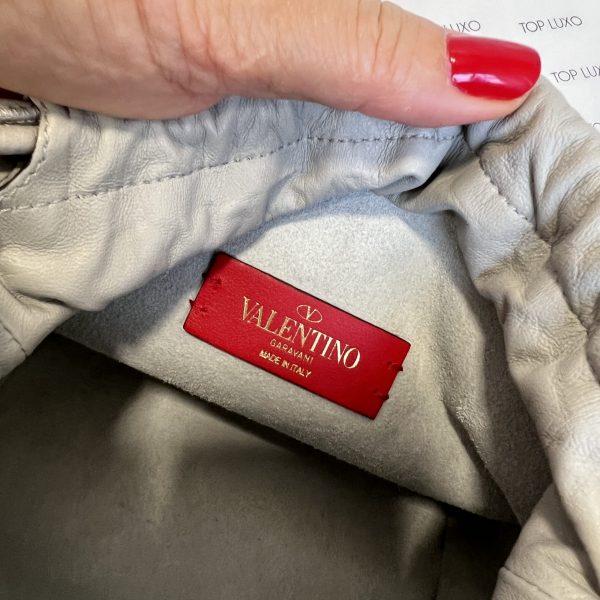 TOP LUXO
TOP LUXO
V
VALENTINO
GARAVANI
MADE IN ITALY